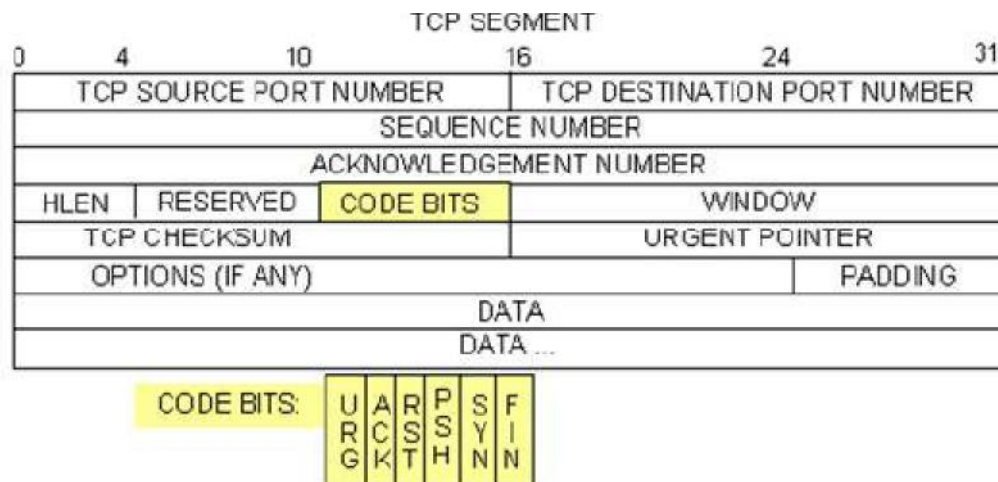 TCP SEGMENT
0 4 10 16 24 31
TCP SOURCE PORT NUMBER TCP DESTINATION PORT NUMBER
SEQUENCE NUMBER
ACKNOWLEDGEMENT NUMBER
HLEN RESERVED CODE BITS WINDOW
TCP CHECKSUM URGENT POINTER
OPTIONS (IF ANY) PADDING
DATA
DATA ...
CODE BITS: URG ACK RST PSH SYN FIN